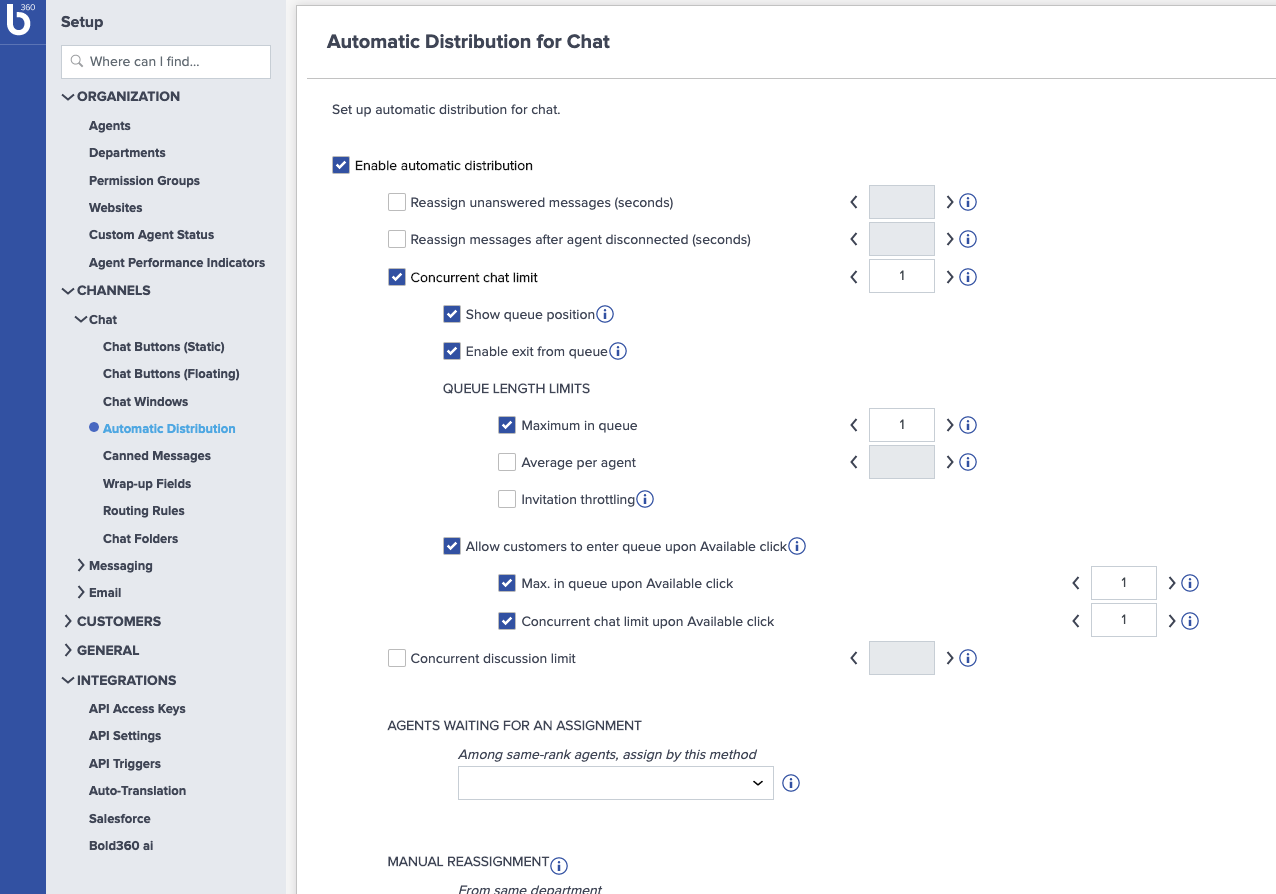 360
b
Setup
Where can I find...
ORGANIZATION
Agents
Departments
Permission Groups
Websites
Custom Agent Status
Agent Performance Indicators
CHANNELS
Chat
Chat Buttons (Static)
Chat Buttons (Floating)
Chat Windows
Automatic Distribution
Canned Messages
Wrap-up Fields
Routing Rules
Chat Folders
Messaging
Email
CUSTOMERS
GENERAL
INTEGRATIONS
API Access Keys
API Settings
API Triggers
Auto-Translation
Salesforce
Bold360 ai
Automatic Distribution for Chat
Set up automatic distribution for chat.
Enable automatic distribution
Reassign unanswered messages (seconds)
Reassign messages after agent disconnected (seconds)
Concurrent chat limit 1
Show queue position
Enable exit from queue
QUEUE LENGTH LIMITS
Maximum in queue 1
Average per agent
Invitation throttling
Allow customers to enter queue upon Available click
Max. in queue upon Available click 1
Concurrent chat limit upon Available click 1
Concurrent discussion limit
AGENTS WAITING FOR AN ASSIGNMENT
Among same-rank agents, assign by this method
MANUAL REASSIGNMENT
From same department